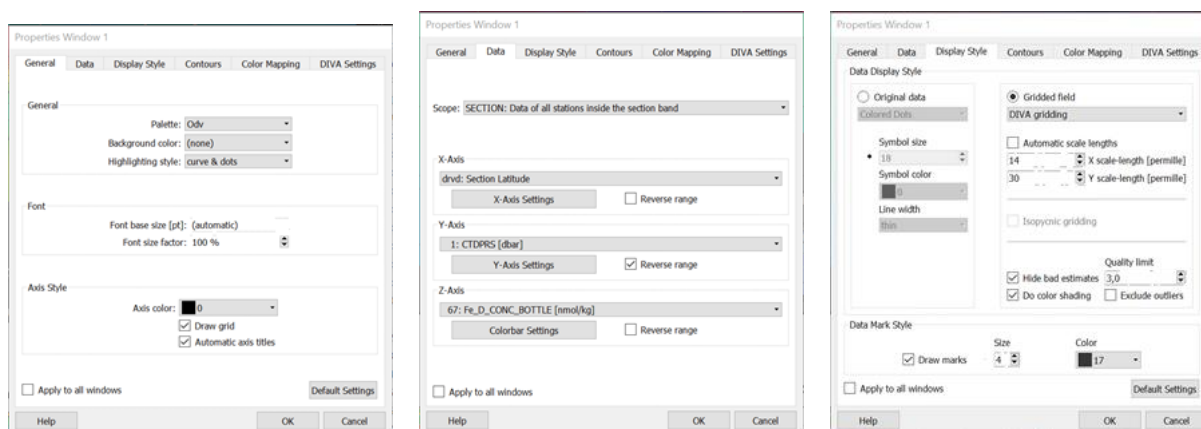 Properties Window 1
General Data Display Style Contours Color Mapping DIVA Settings
General
Palette: Odv
Background color: (none)
Highlighting style: curve & dots
Font
Font base size [pt]: (automatic)
Font size factor: 100 %
Axis Style
Axis color: 0
Draw grid
Automatic axis titles
Apply to all windows
Default Settings
Help OK Cancel
Properties Window 1
General Data Display Style Contours Color Mapping DIVA Settings
Scope: SECTION: Data of all stations inside the section band
X-Axis
drvd: Section Latitude
X-Axis Settings Reverse range
Y-Axis
1: CTDPRS [dbar]
Y-Axis Settings Reverse range
Z-Axis
67: Fe_D_CONC_BOTTLE [nmol/kg]
Colorbar Settings Reverse range
Apply to all windows
Help OK Cancel
Properties Window 1
General Data Display Style Contours Color Mapping DIVA Settings
Data Display Style
Original data
Colored Dots
Symbol size
18
Symbol color
0
Line width
thin
Gridded field
DIVA gridding
Automatic scale lengths
14 X scale-length [permille]
30 Y scale-length [permille]
Isopycnic gridding
Quality limit
Hide bad estimates 3,0
Do color shading Exclude outliers
Data Mark Style
Size Color
Draw marks 4 17
Apply to all windows
Default Settings
Help OK Cancel